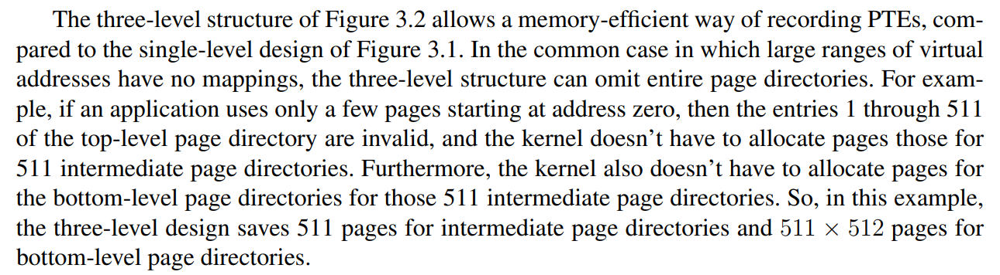 The three-level structure of Figure 3.2 allows a memory-efficient way of recording PTEs, com-
pared to the single-level design of Figure 3.1. In the common case in which large ranges of virtual
addresses have no mappings, the three-level structure can omit entire page directories. For exam-
ple, if an application uses only a few pages starting at address zero, then the entries 1 through 511
of the top-level page directory are invalid, and the kernel doesn’t have to allocate pages those for
511 intermediate page directories. Furthermore, the kernel also doesn’t have to allocate pages for
the bottom-level page directories for those 511 intermediate page directories. So, in this example,
the three-level design saves 511 pages for intermediate page directories and 511 × 512 pages for
bottom-level page directories.